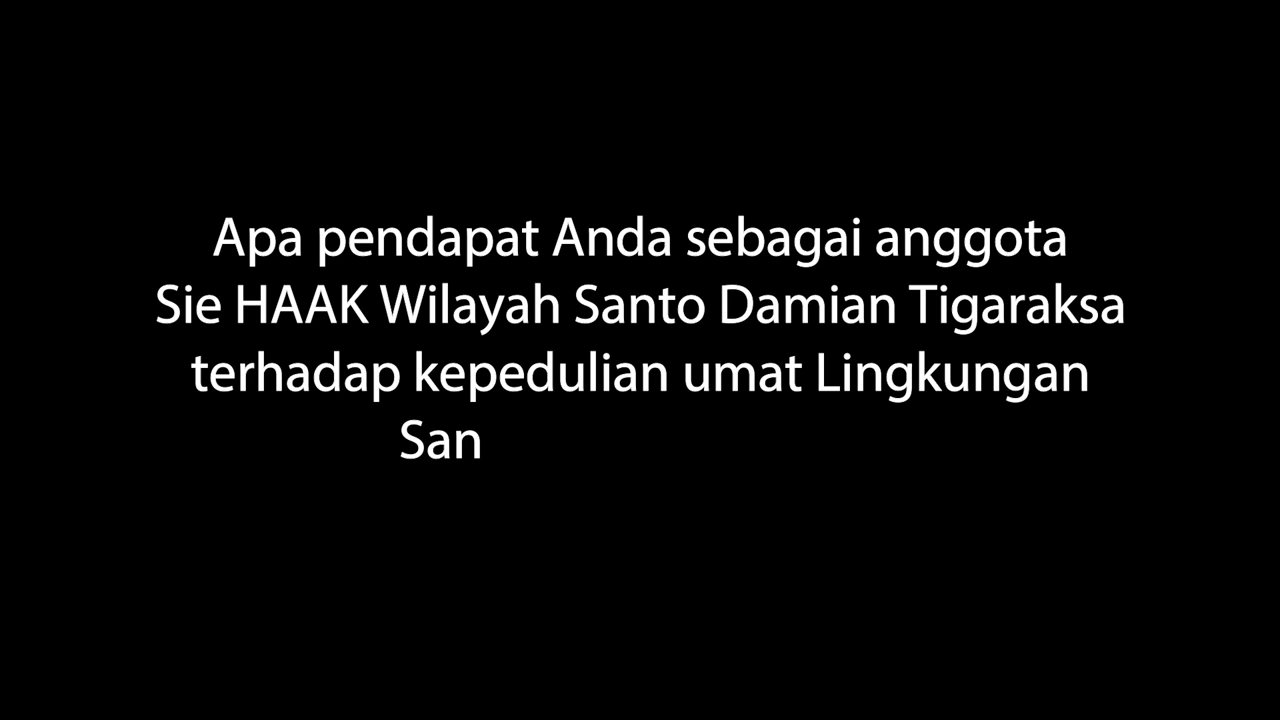 Apa pendapat Anda sebagai anggota
Sie HAAK Wilayah Santo Damian Tigaraksa
terhadap kepedulian umat Lingkungan
San